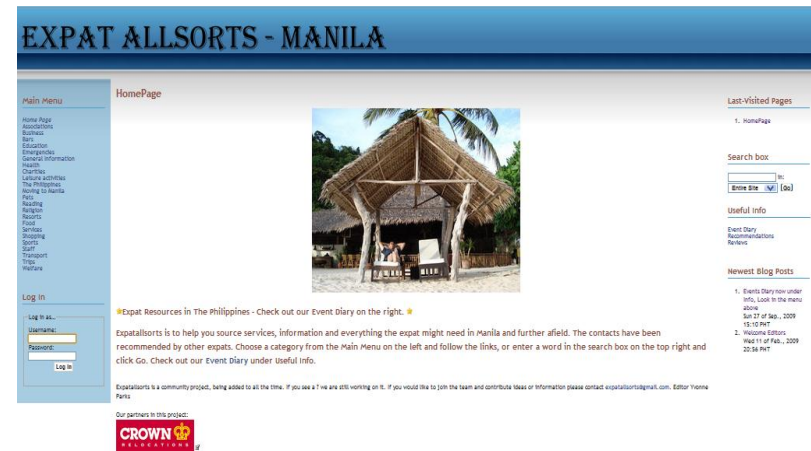 EXPAT ALLSORTS - MANILA
Main Menu
Home Page
Associations
Business
Bars
Education
Emergencies
General Information
Health
Charities
Leisure activities
The Philippines
Moving to Manila
Pets
Reading
Religion
Resorts
Food
Services
Shopping
Sports
Staff
Transport
Trips
Welfare
Log In
Log in as...
Username:
Password:
Log in
HomePage
Expat Resources in The Philippines - Check out our Event Diary on the right.
Expatallsorts is to help you source services, information and everything the expat might need in Manila and further afield. The contacts have been
recommended by other expats. Choose a category from the Main Menu on the left and follow the links, or enter a word in the search box on the top right and
click Go. Check out our Event Diary under Useful Info.
Expatallsorts is a community project, being added to all the time. If you see a ? we are still working on it. If you would like to join the team and contribute ideas or information please contact expatallsorts@gmail.com. Editor Yvonne
Parks
Our partners in this project:
CROWN
RELOCATIONS
if
Last-Visited Pages
1. HomePage
Search box
in:
Entire Site [Go]
Useful Info
Event Diary
Recommendations
Reviews
Newest Blog Posts
1. Events Diary now under
Info, Look in the menu
above
Sun 27 of Sep., 2009
15:10 PHT
2. Welcome Editors
Wed 11 of Feb., 2009
20:56 PHT